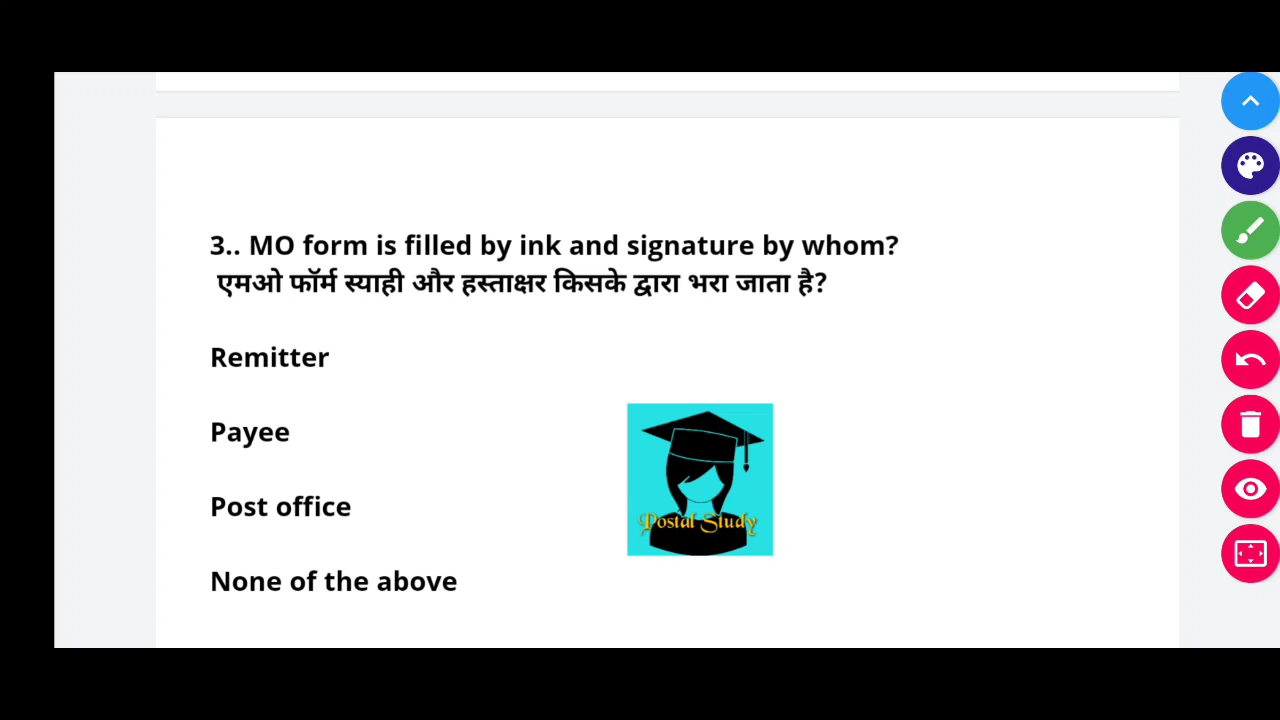 3.. MO form is filled by ink and signature by whom?
एमओ फॉर्म स्याही और हस्ताक्षर किसके द्वारा भरा जाता है?
Remitter
Payee
Postal Study
Post office
None of the above